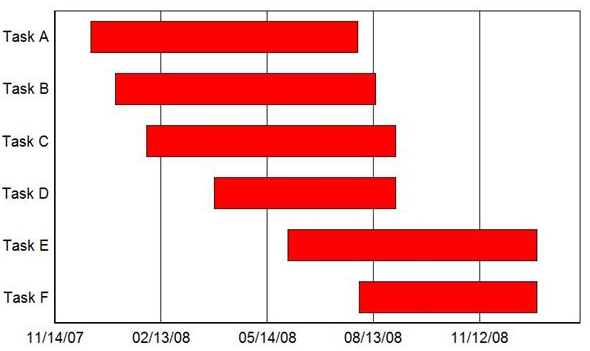 Task A
Task B
Task C
Task D
Task E
Task F
11/14/07 02/13/08 05/14/08 08/13/08 11/12/08